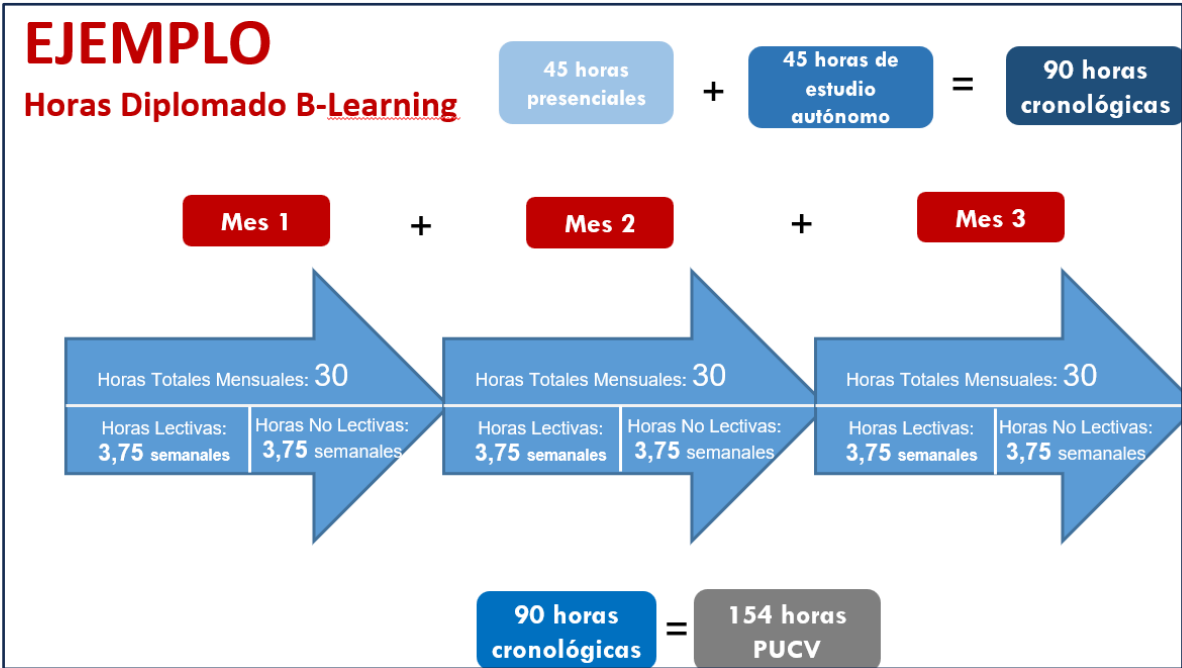 EJEMPLO
Horas Diplomado B-Learning
45 horas
presenciales
+
45 horas de
estudio
autónomo
=
90 horas
cronológicas
Mes 1
+
Mes 2
+
Mes 3
Horas Totales Mensuales: 30
Horas Lectivas:
3,75 semanales
Horas No Lectivas:
3,75 semanales
Horas Totales Mensuales: 30
Horas Lectivas:
3,75 semanales
Horas No Lectivas:
3,75 semanales
Horas Totales Mensuales: 30
Horas Lectivas:
3,75 semanales
Horas No Lectivas:
3,75 semanales
90 horas
cronológicas
=
154 horas
PUCV